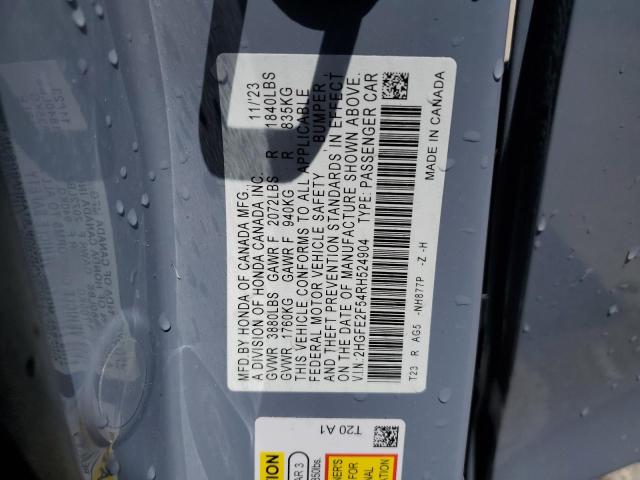 MFD.BY HONDA OF CANADA MFG., 11/'23
A DIVISION OF HONDA CANADA INC.
GVWR 3880LBS GAWR F 2072LBS R 1840LBS
GVWR 1760KG GAWR F 940KG R 835KG
THIS VEHICLE CONFORMS TO ALL APPLICABLE
FEDERAL MOTOR VEHICLE SAFETY , BUMPER ,
AND THEFT PREVENTION STANDARDS IN EFFECT
ON THE DATE OF MANUFACTURE SHOWN ABOVE.
V.I.N.:2HGFE2F54RH524904 TYPE:PASSENGER CAR
T23 R AG5 -NH877P -Z -H
MADE IN CANADA
T20 A1